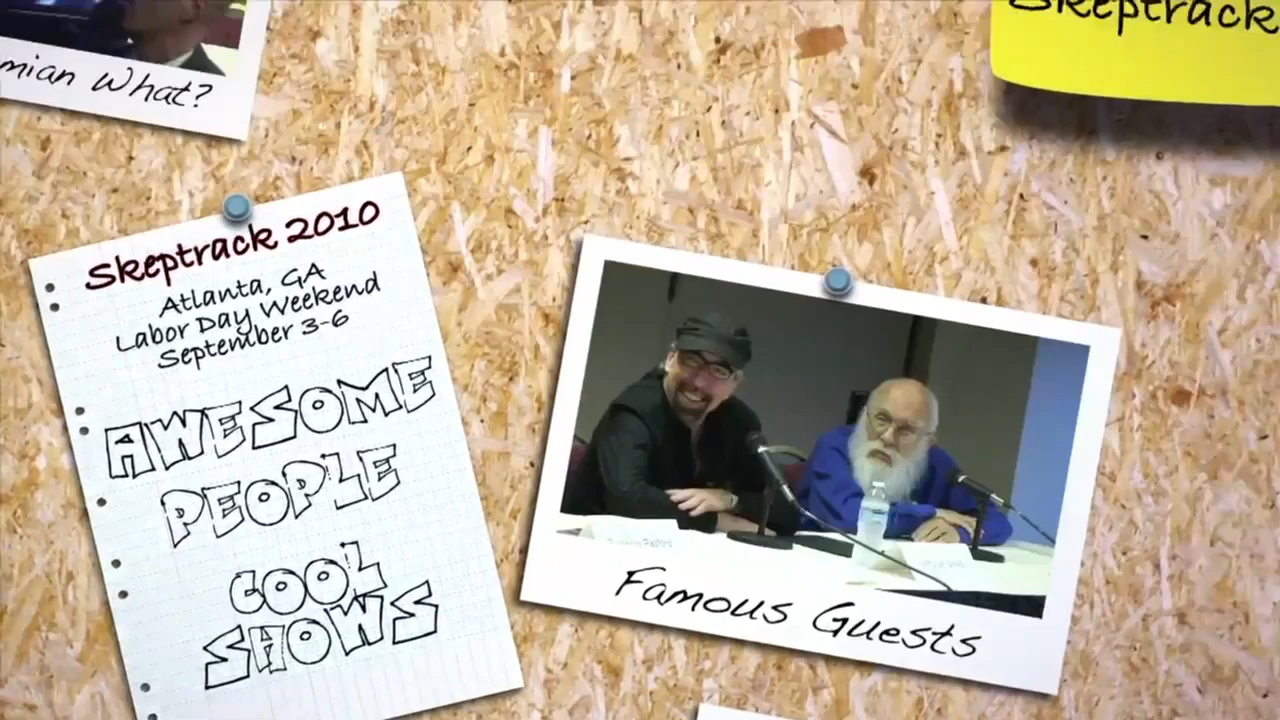 mian What?
Skeptrack
Skeptrack 2010
Atlanta, GA
Labor Day Weekend
September 3-6
AWESOME
PEOPLE
COOL
SHOWS
Famous Guests